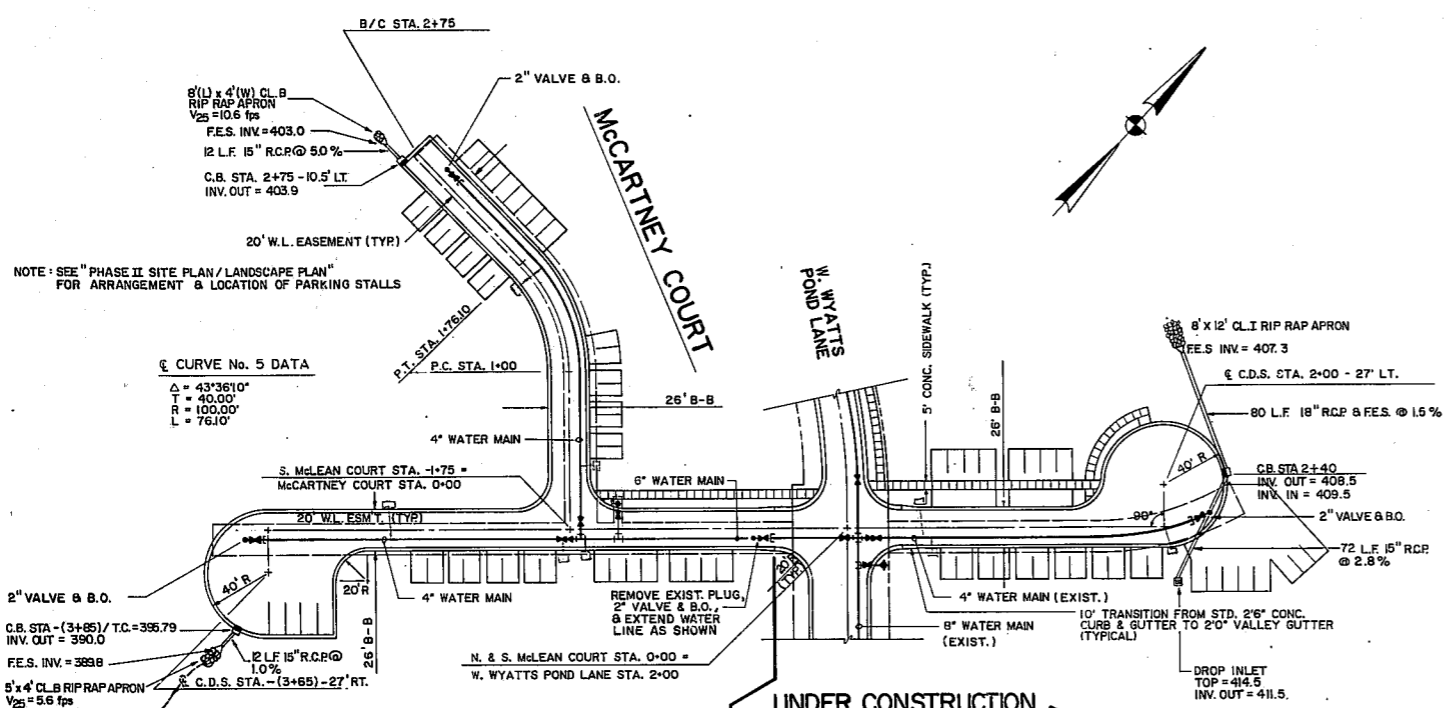 B/C STA. 2+75
2" VALVE & B.O.
8'(L) x 4'(W) CL.B
RIP RAP APRON
V25 =10.6 fps
F.E.S. INV. = 403.0
12 L.F. 15" R.C.P. @ 5.0 %
C.B. STA. 2+75 - 10.5' LT.
INV. OUT = 403.9
20' W.L. EASEMENT (TYP.)
NOTE : SEE "PHASE II SITE PLAN / LANDSCAPE PLAN"
FOR ARRANGEMENT & LOCATION OF PARKING STALLS
McCARTNEY COURT
W. WYATTS
POND LANE
5' CONC. SIDEWALK (TYP.)
26' B-B
8' X 12' CL.I RIP RAP APRON
F.E.S INV = 407.3
℄ C.D.S. STA. 2+00 - 27' LT.
80 L.F. 18" R.C.P. & F.E.S. @ 1.5 %
P.T. STA. 1+76.10
P.C. STA. 1+00
℄ CURVE No. 5 DATA
Δ = 43°36'10"
T = 40.00'
R = 100.00'
L = 76.10'
26' B-B
4" WATER MAIN
S. McLEAN COURT STA. -1+75 =
McCARTNEY COURT STA. 0+00
6" WATER MAIN
40' R
C.B. STA 2+40
INV. OUT = 408.5
INV. IN = 409.5
90°
2" VALVE & B.O.
72 L.F. 15" R.C.P.
@ 2.8 %
20' W.L. ESM'T. (TYP.)
40' R
20'R
2" VALVE & B.O.
4" WATER MAIN
26' B-B
REMOVE EXIST. PLUG,
2" VALVE & B.O.,
& EXTEND WATER
LINE AS SHOWN
20'R
(TYP.)
4" WATER MAIN (EXIST.)
8" WATER MAIN
(EXIST.)
10' TRANSITION FROM STD. 2'6" CONC.
CURB & GUTTER TO 2'0" VALLEY GUTTER
(TYPICAL)
C.B. STA -(3+85) / T.C. = 395.79
INV. OUT = 390.0
F.E.S. INV. = 389.8
12 L.F. 15" R.C.P. @
1.0 %
5'x4' CL.B RIP RAP APRON
V25 = 5.6 fps
℄ C.D.S. STA. -(3+65) - 27' RT.
N. & S. McLEAN COURT STA. 0+00 =
W. WYATTS POND LANE STA. 2+00
DROP INLET
TOP = 414.5
INV. OUT = 411.5
UNDER CONSTRUCTION